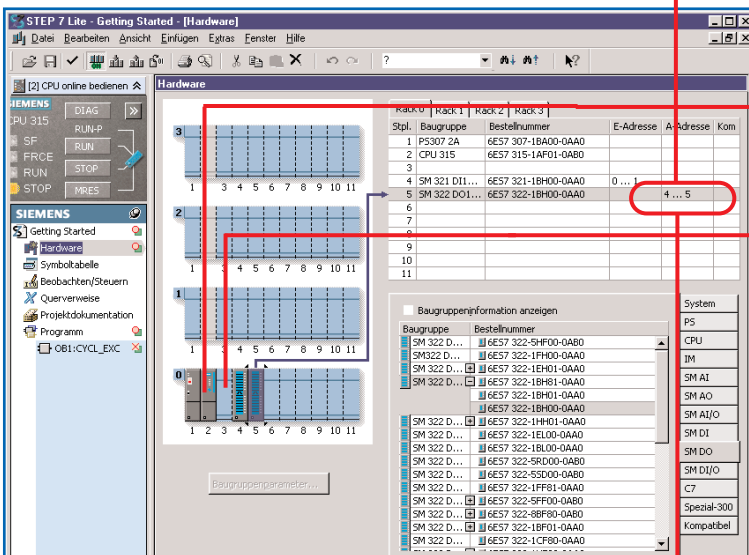 STEP 7 Lite - Getting Started - [Hardware]
Datei Bearbeiten Ansicht Einfügen Extras Fenster Hilfe
?
[2] CPU online bedienen
Hardware
SIEMENS
CPU 315
DIAG
RUN-P
SF
RUN
FRCE
RUN
STOP
STOP
MRES
SIEMENS
Getting Started
Hardware
Symboltabelle
Beobachten/Steuern
Querverweise
Projektdokumentation
Programm
OB1:CYCL_EXC
3
1 3 4 5 6 7 8 9 10 11
2
1 3 4 5 6 7 8 9 10 11
1
1 3 4 5 6 7 8 9 10 11
0
1 2 3 4 5 6 7 8 9 10 11
Baugruppenparameter...
Rack 0 Rack 1 Rack 2 Rack 3
Stpl. Baugruppe Bestellnummer E-Adresse A-Adresse Kom
1 PS307 2A 6ES7 307-1BA00-0AA0
2 CPU 315 6ES7 315-1AF01-0AB0
3
4 SM 321 DI1... 6ES7 321-1BH00-0AA0 0 ... 1
5 SM 322 DO1... 6ES7 322-1BH00-0AA0 4 ... 5
6
7
8
9
10
11
Baugruppeninformation anzeigen
Baugruppe Bestellnummer
SM 322 D... 6ES7 322-5HF00-0AB0
SM322 D... 6ES7 322-1FH00-0AA0
SM 322 D... 6ES7 322-1EH01-0AA0
SM 322 D... 6ES7 322-1BH81-0AA0
6ES7 322-1BH01-0AA0
6ES7 322-1BH00-0AA0
SM 322 D... 6ES7 322-1HH01-0AA0
SM 322 D... 6ES7 322-1EL00-0AA0
SM 322 D... 6ES7 322-1BL00-0AA0
SM 322 D... 6ES7 322-5RD00-0AB0
SM 322 D... 6ES7 322-5SD00-0AB0
SM 322 D... 6ES7 322-1FF81-0AA0
SM 322 D... 6ES7 322-5FF00-0AB0
SM 322 D... 6ES7 322-8BF80-0AB0
SM 322 D... 6ES7 322-1BF01-0AA0
SM 322 D... 6ES7 322-1CF80-0AA0
System
PS
CPU
IM
SM AI
SM AO
SM AI/O
SM DI
SM DO
SM DI/O
C7
Spezial-300
Kompatibel